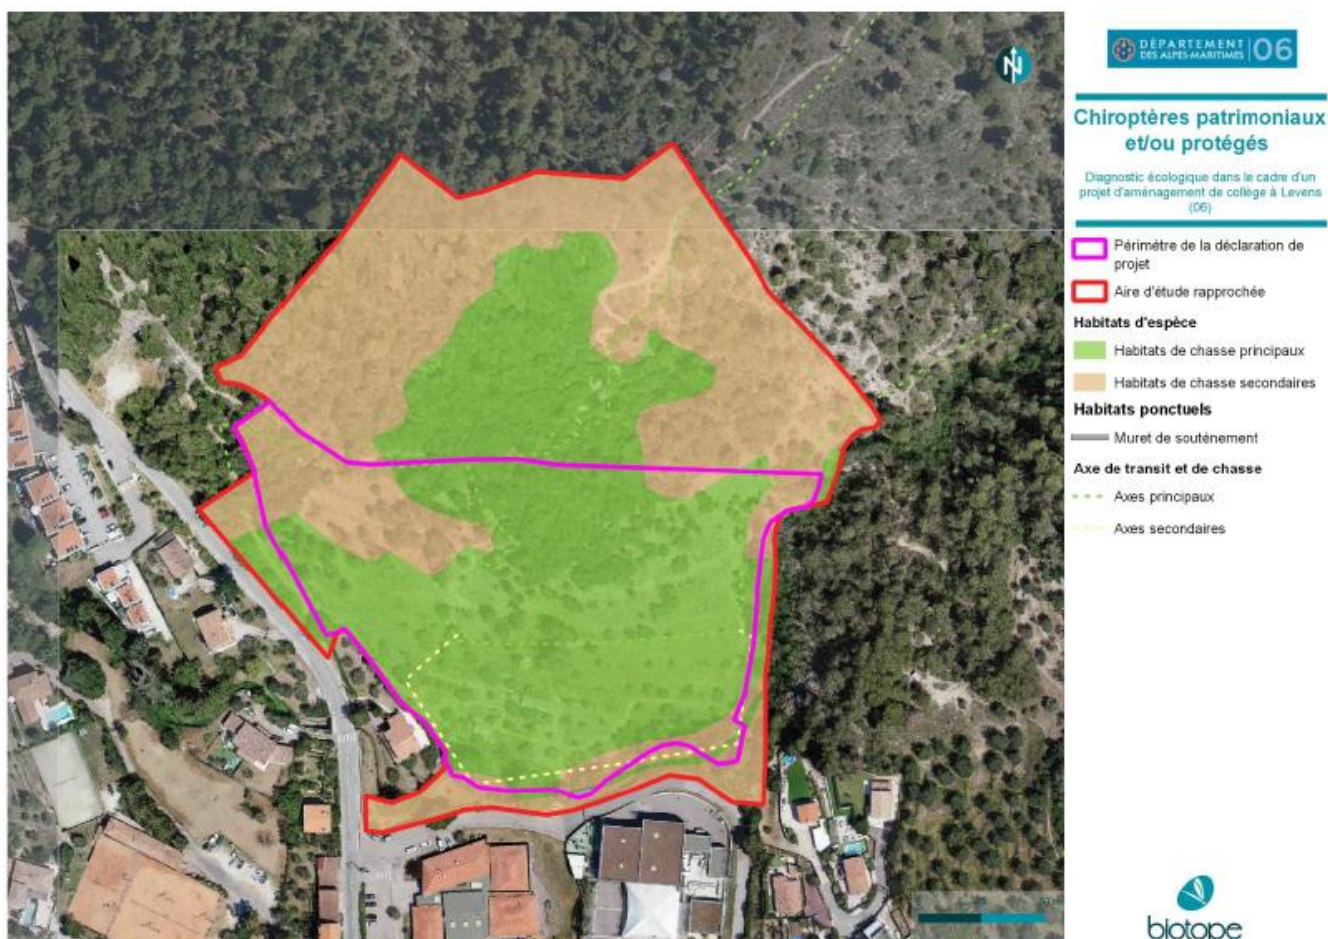 N
DÉPARTEMENT
DES ALPES-MARITIMES
06
Chiroptères patrimoniaux
et/ou protégés
Diagnostic écologique dans le cadre d'un
projet d'aménagement de collège à Levens
(06)
Périmètre de la déclaration de
projet
Aire d'étude rapprochée
Habitats d'espèce
Habitats de chasse principaux
Habitats de chasse secondaires
Habitats ponctuels
Muret de soutènement
Axe de transit et de chasse
Axes principaux
Axes secondaires
biotope